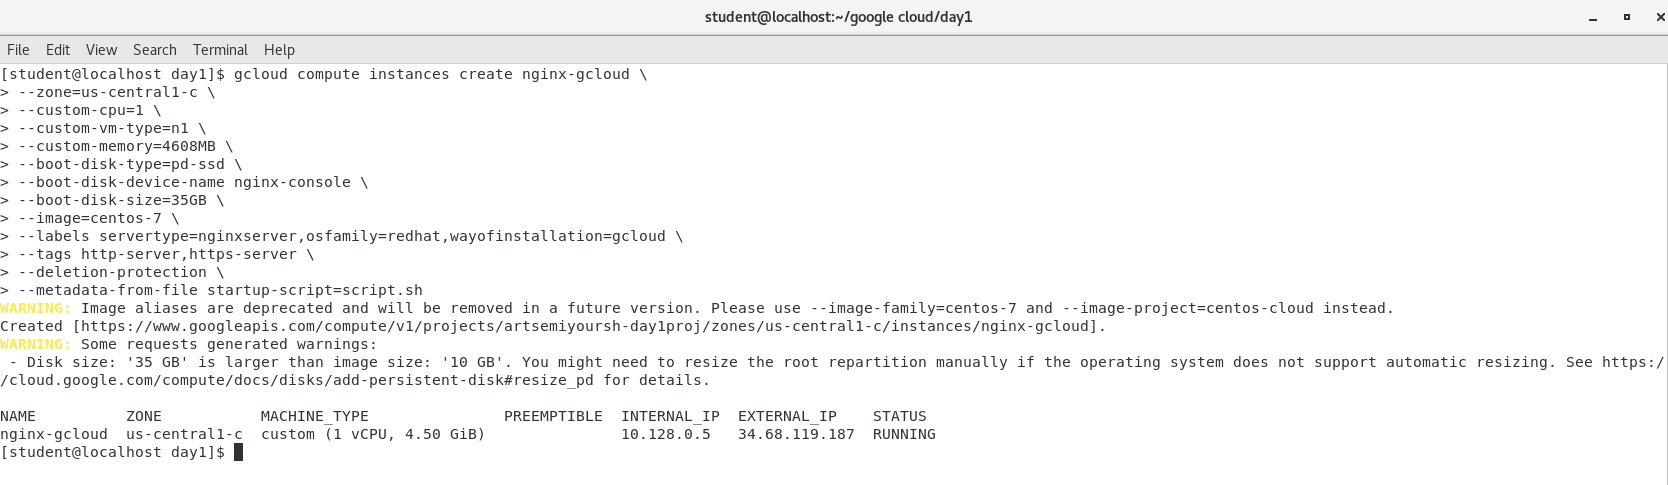 student@localhost:~/google cloud/day1
File Edit View Search Terminal Help
[student@localhost day1]$ gcloud compute instances create nginx-gcloud \
> --zone=us-central1-c \
> --custom-cpu=1 \
> --custom-vm-type=n1 \
> --custom-memory=4608MB \
> --boot-disk-type=pd-ssd \
> --boot-disk-device-name nginx-console \
> --boot-disk-size=35GB \
> --image=centos-7 \
> --labels servertype=nginxserver,osfamily=redhat,wayofinstallation=gcloud \
> --tags http-server,https-server \
> --deletion-protection \
> --metadata-from-file startup-script=script.sh
WARNING: Image aliases are deprecated and will be removed in a future version. Please use --image-family=centos-7 and --image-project=centos-cloud instead.
Created [https://www.googleapis.com/compute/v1/projects/artsemiyoursh-day1proj/zones/us-central1-c/instances/nginx-gcloud].
WARNING: Some requests generated warnings:
 - Disk size: '35 GB' is larger than image size: '10 GB'. You might need to resize the root repartition manually if the operating system does not support automatic resizing. See https:/
/cloud.google.com/compute/docs/disks/add-persistent-disk#resize_pd for details.
NAME ZONE MACHINE_TYPE PREEMPTIBLE INTERNAL_IP EXTERNAL_IP STATUS
nginx-gcloud us-central1-c custom (1 vCPU, 4.50 GiB) 10.128.0.5 34.68.119.187 RUNNING
[student@localhost day1]$